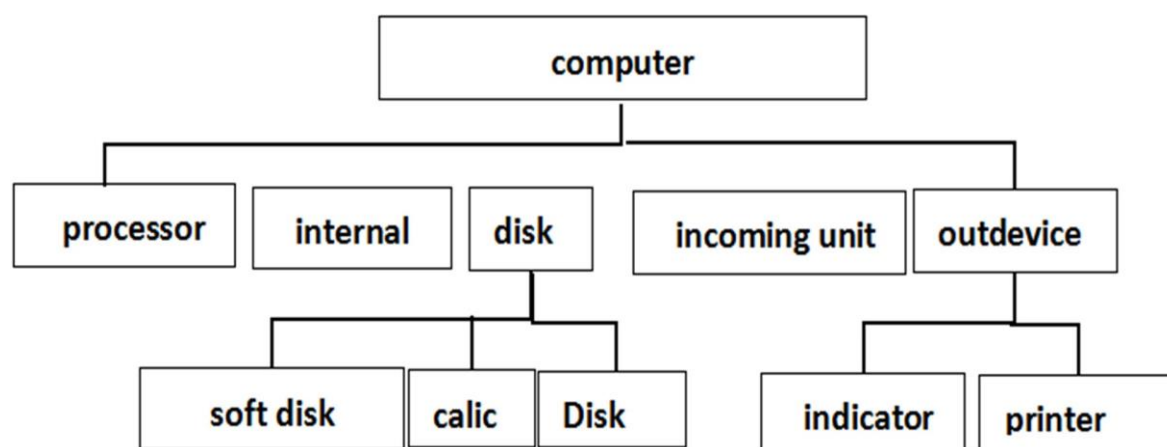 computer
processor
internal
disk
incoming unit
outdevice
soft disk
calic
Disk
indicator
printer